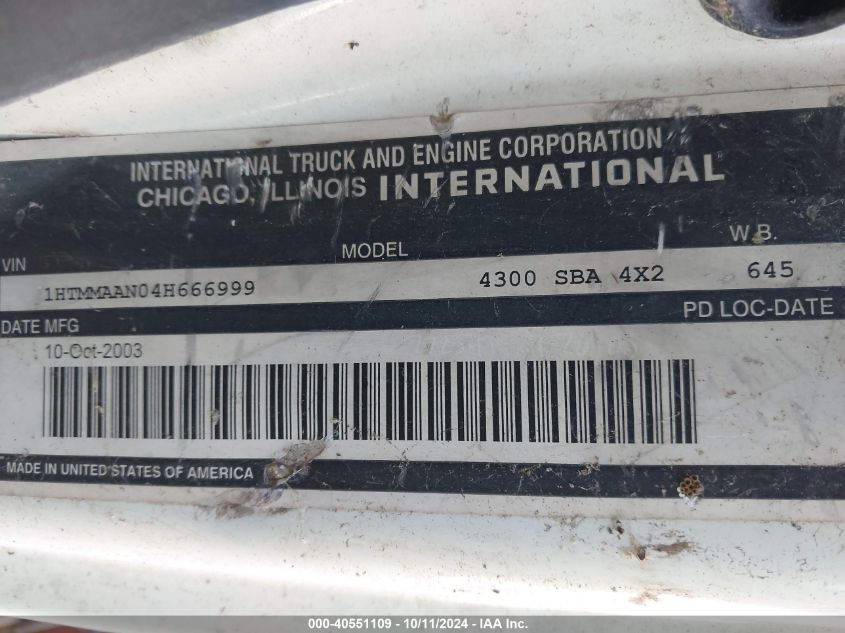 INTERNATIONAL TRUCK AND ENGINE CORPORATION
CHICAGO, ILLINOIS INTERNATIONAL
VIN MODEL W.B.
1HTMMAAN04H666999 4300 SBA 4X2 645
DATE MFG PD LOC-DATE
10-Oct-2003
MADE IN UNITED STATES OF AMERICA
000-40551109 - 10/11/2024 - IAA Inc.